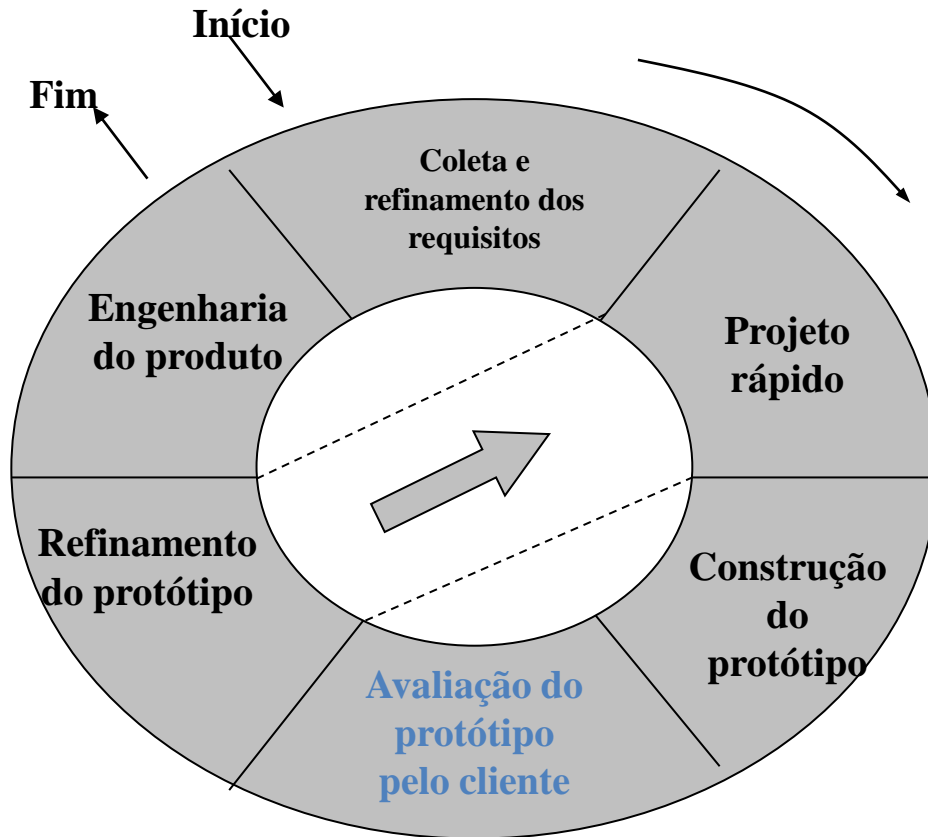 Início
Fim
Coleta e
refinamento dos
requisitos
Projeto
rápido
Construção
do
protótipo
Avaliação do
protótipo
pelo cliente
Refinamento
do protótipo
Engenharia
do produto